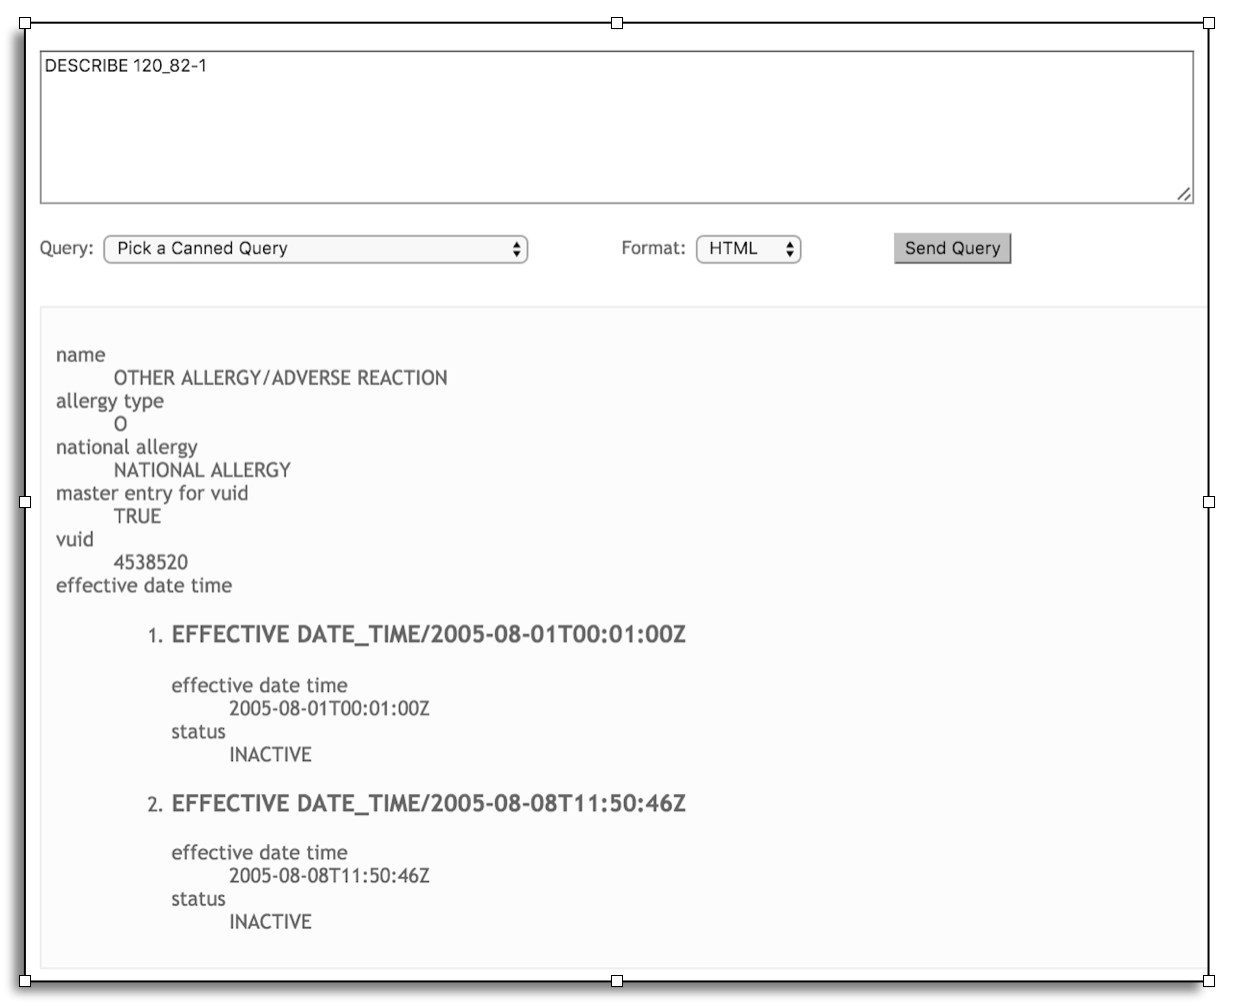 DESCRIBE 120_82-1
Query: Pick a Canned Query Format: HTML Send Query
name
OTHER ALLERGY/ADVERSE REACTION
allergy type
O
national allergy
NATIONAL ALLERGY
master entry for vuid
TRUE
vuid
4538520
effective date time
1. EFFECTIVE DATE_TIME/2005-08-01T00:01:00Z
effective date time
2005-08-01T00:01:00Z
status
INACTIVE
2. EFFECTIVE DATE_TIME/2005-08-08T11:50:46Z
effective date time
2005-08-08T11:50:46Z
status
INACTIVE